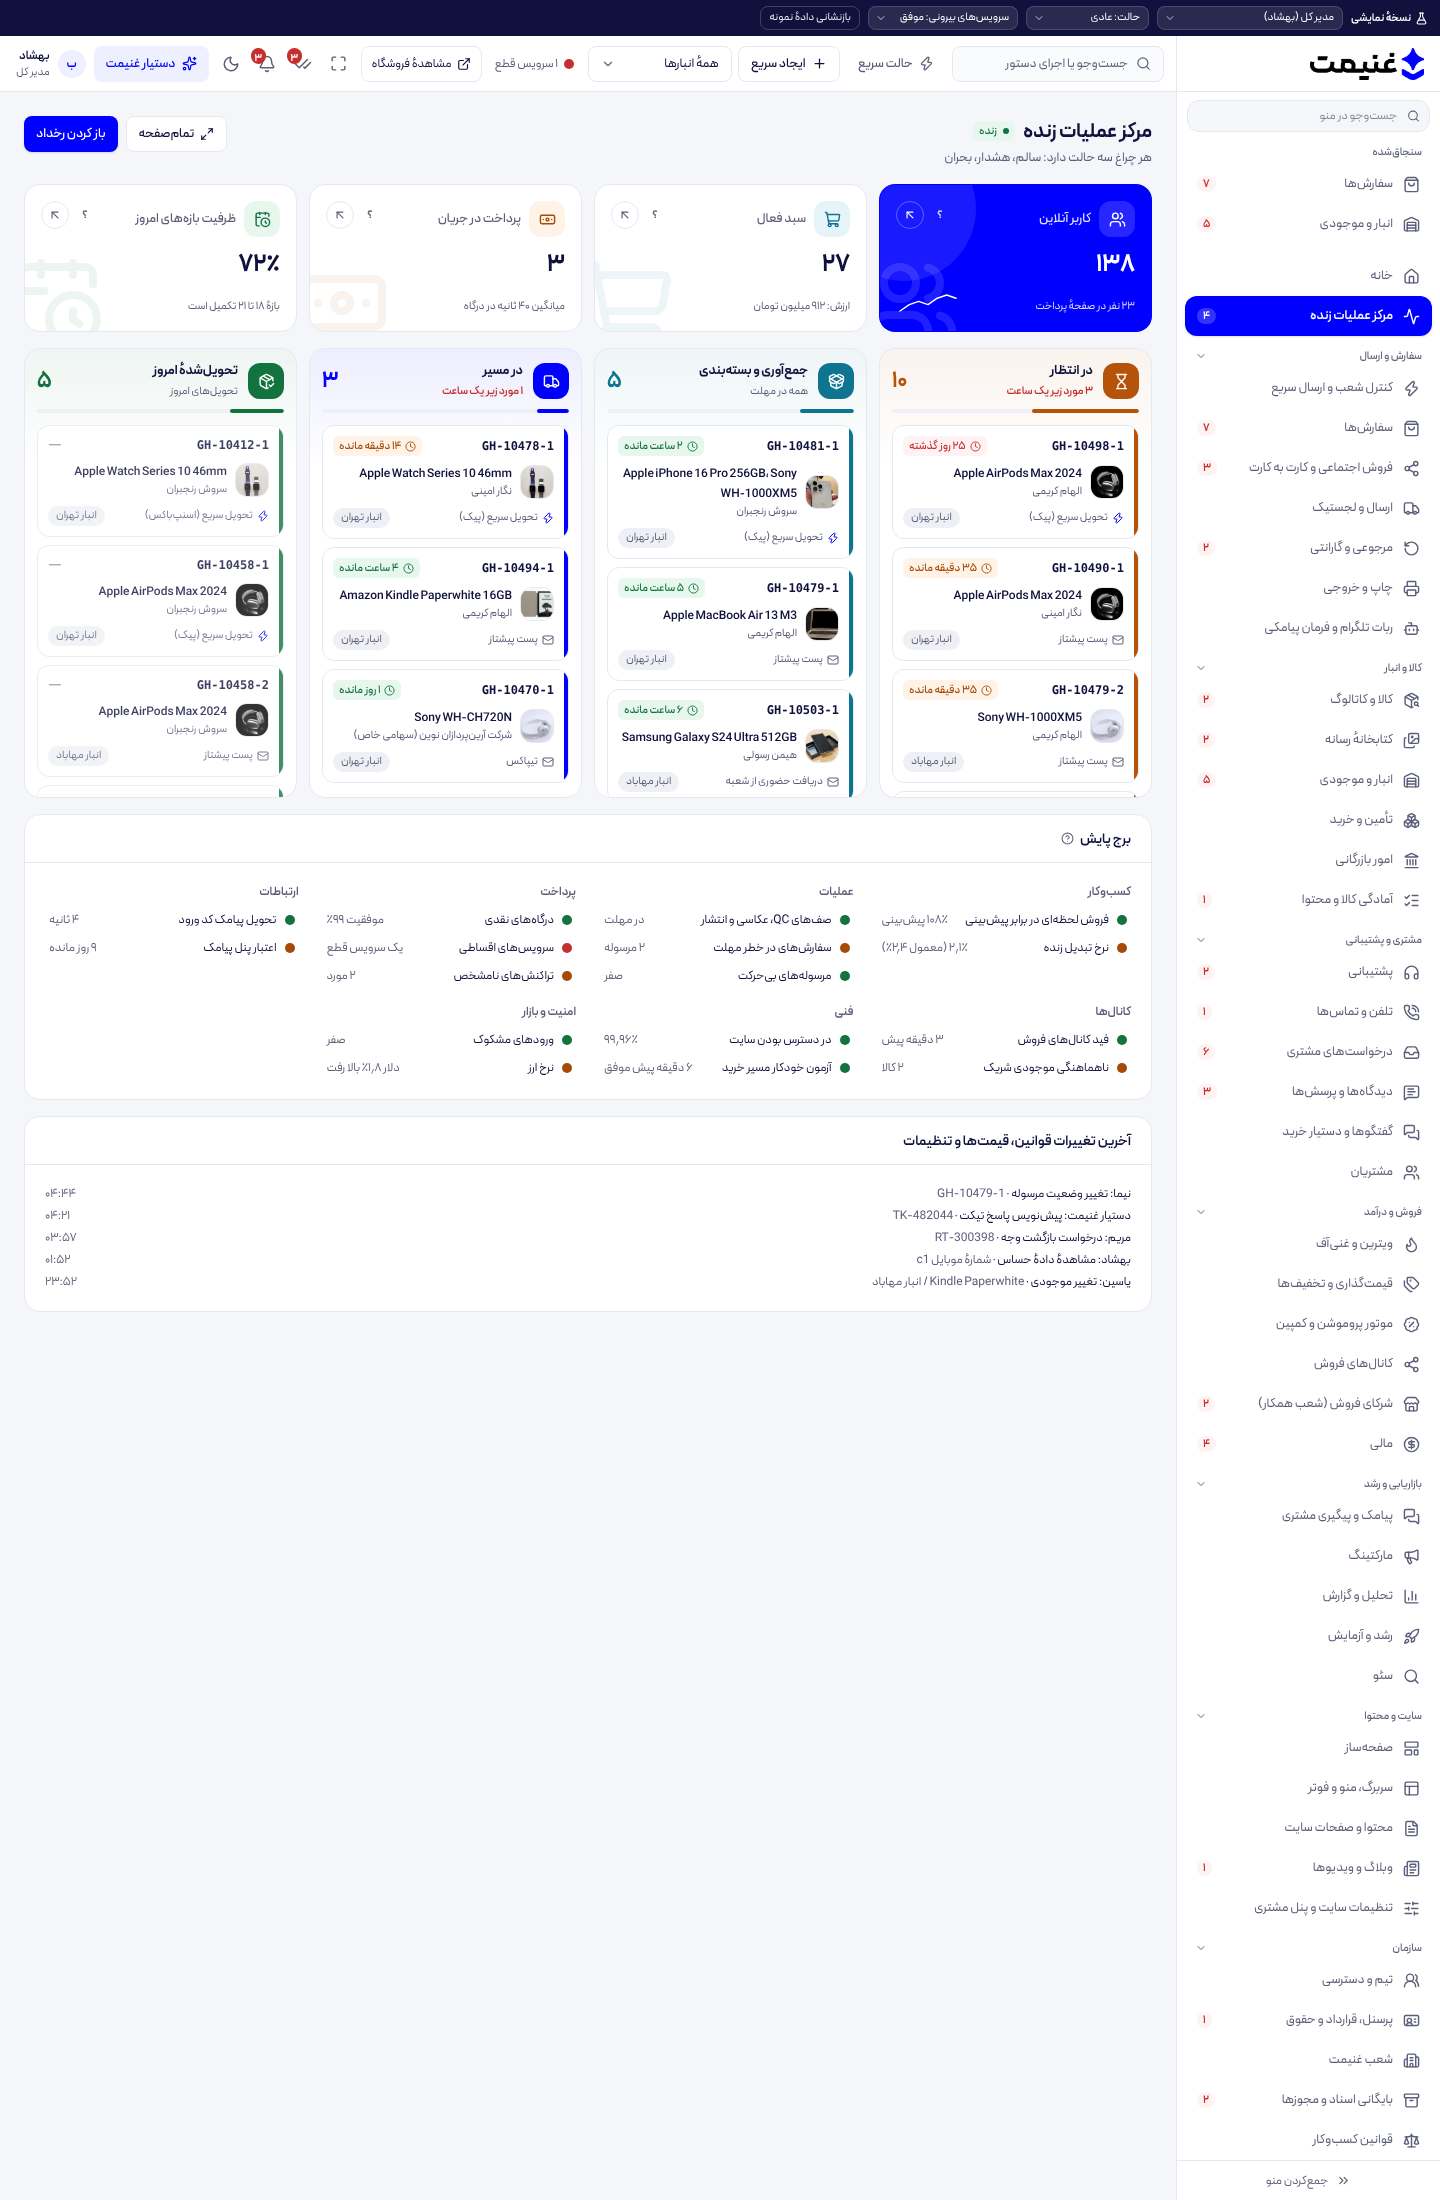 نسخهٔ نمایشی
مدیر کل (بهشاد)
حالت: عادی
سرویس‌های بیرونی: موفق
بازنشانی دادهٔ نمونه
غنیمت
جست‌وجو یا اجرای دستور
حالت سریع
ایجاد سریع
همهٔ انبارها
۱ سرویس قطع
مشاهدهٔ فروشگاه
۳
۳
دستیار غنیمت
ب
بهشاد
مدیر کل
جست‌وجو در منو
سنجاق‌شده
سفارش‌ها ۷
انبار و موجودی ۵
خانه
مرکز عملیات زنده ۴
سفارش و ارسال
کنترل شعب و ارسال سریع
سفارش‌ها ۷
فروش اجتماعی و کارت به کارت ۳
ارسال و لجستیک
مرجوعی و گارانتی ۲
چاپ و خروجی
ربات تلگرام و فرمان پیامکی
کالا و انبار
کالا و کاتالوگ ۲
کتابخانهٔ رسانه ۲
انبار و موجودی ۵
تأمین و خرید
امور بازرگانی
آمادگی کالا و محتوا ۱
مشتری و پشتیبانی
پشتیبانی ۲
تلفن و تماس‌ها ۱
درخواست‌های مشتری ۶
دیدگاه‌ها و پرسش‌ها ۳
گفتگوها و دستیار خرید
مشتریان
فروش و درآمد
ویترین و غنی‌آف
قیمت‌گذاری و تخفیف‌ها
موتور پروموشن و کمپین
کانال‌های فروش
شرکای فروش (شعب همکار) ۲
مالی ۴
بازاریابی و رشد
پیامک و پیگیری مشتری
مارکتینگ
تحلیل و گزارش
رشد و آزمایش
سئو
سایت و محتوا
صفحه‌ساز
سربرگ، منو و فوتر
محتوا و صفحات سایت
وبلاگ و ویدیوها ۱
تنظیمات سایت و پنل مشتری
سازمان
تیم و دسترسی
پرسنل، قرارداد و حقوق ۱
شعب غنیمت
بایگانی اسناد و مجوزها ۲
قوانین کسب‌وکار
جمع‌کردن منو
مرکز عملیات زنده
زنده
هر چراغ سه حالت دارد: سالم، هشدار، بحران
تمام‌صفحه
باز کردن رخداد
کاربر آنلاین
؟
۱۳۸
۲۳ نفر در صفحهٔ پرداخت
سبد فعال
؟
۲۷
ارزش: ۹۱۲ میلیون تومان
پرداخت در جریان
؟
۳
میانگین ۴۰ ثانیه در درگاه
ظرفیت بازه‌های امروز
؟
۷۲٪
بازهٔ ۱۸ تا ۲۱ تکمیل است
در انتظار
۳ مورد زیر یک ساعت
۱۰
GH-10498-1
۲۵ روز گذشته
Apple AirPods Max 2024
الهام کریمی
تحویل سریع (پیک)
انبار تهران
GH-10490-1
۳۵ دقیقه مانده
Apple AirPods Max 2024
نگار امینی
پست پیشتاز
انبار تهران
GH-10479-2
۳۵ دقیقه مانده
Sony WH-1000XM5
الهام کریمی
پست پیشتاز
انبار مهاباد
جمع‌آوری و بسته‌بندی
همه در مهلت
۵
GH-10481-1
۲ ساعت مانده
Apple iPhone 16 Pro 256GB، Sony
WH-1000XM5
سروش رنجبران
تحویل سریع (پیک)
انبار تهران
GH-10479-1
۵ ساعت مانده
Apple MacBook Air 13 M3
الهام کریمی
پست پیشتاز
انبار تهران
GH-10503-1
۶ ساعت مانده
Samsung Galaxy S24 Ultra 512GB
هیمن رسولی
دریافت حضوری از شعبه
انبار مهاباد
در مسیر
۱ مورد زیر یک ساعت
۳
GH-10478-1
۱۴ دقیقه مانده
Apple Watch Series 10 46mm
نگار امینی
تحویل سریع (پیک)
انبار تهران
GH-10494-1
۴ ساعت مانده
Amazon Kindle Paperwhite 16GB
الهام کریمی
پست پیشتاز
انبار تهران
GH-10470-1
۱ روز مانده
Sony WH-CH720N
شرکت آرین‌پردازان نوین (سهامی خاص)
تیپاکس
انبار تهران
تحویل‌شدهٔ امروز
تحویل‌های امروز
۵
GH-10412-1
—
Apple Watch Series 10 46mm
سروش رنجبران
تحویل سریع (اسنپ‌باکس)
انبار تهران
GH-10458-1
—
Apple AirPods Max 2024
سروش رنجبران
تحویل سریع (پیک)
انبار تهران
GH-10458-2
—
Apple AirPods Max 2024
سروش رنجبران
پست پیشتاز
انبار مهاباد
برج پایش
کسب‌وکار
فروش لحظه‌ای در برابر پیش‌بینی ۱۰۸٪ پیش‌بینی
نرخ تبدیل زنده ۲٫۱٪ (معمول ۲٫۴٪)
عملیات
صف‌های QC، عکاسی و انتشار در مهلت
سفارش‌های در خطر مهلت ۲ مرسوله
مرسوله‌های بی‌حرکت صفر
پرداخت
درگاه‌های نقدی موفقیت ۹۹٪
سرویس‌های اقساطی یک سرویس قطع
تراکنش‌های نامشخص ۲ مورد
ارتباطات
تحویل پیامک کد ورود ۴ ثانیه
اعتبار پنل پیامک ۹ روز مانده
کانال‌ها
فید کانال‌های فروش ۳ دقیقه پیش
ناهماهنگی موجودی شریک ۲ کالا
فنی
در دسترس بودن سایت ۹۹٫۹۶٪
آزمون خودکار مسیر خرید ۶ دقیقه پیش موفق
امنیت و بازار
ورودهای مشکوک صفر
نرخ ارز دلار ۱٫۸٪ بالا رفت
آخرین تغییرات قوانین، قیمت‌ها و تنظیمات
نیما: تغییر وضعیت مرسوله · GH-10479-1 ۰۴:۴۴
دستیار غنیمت: پیش‌نویس پاسخ تیکت · TK-482044 ۰۴:۲۱
مریم: درخواست بازگشت وجه · RT-300398 ۰۳:۵۷
بهشاد: مشاهدهٔ دادهٔ حساس · شمارهٔ موبایل c1 ۰۱:۵۲
یاسین: تغییر موجودی · Kindle Paperwhite / انبار مهاباد ۲۳:۵۲